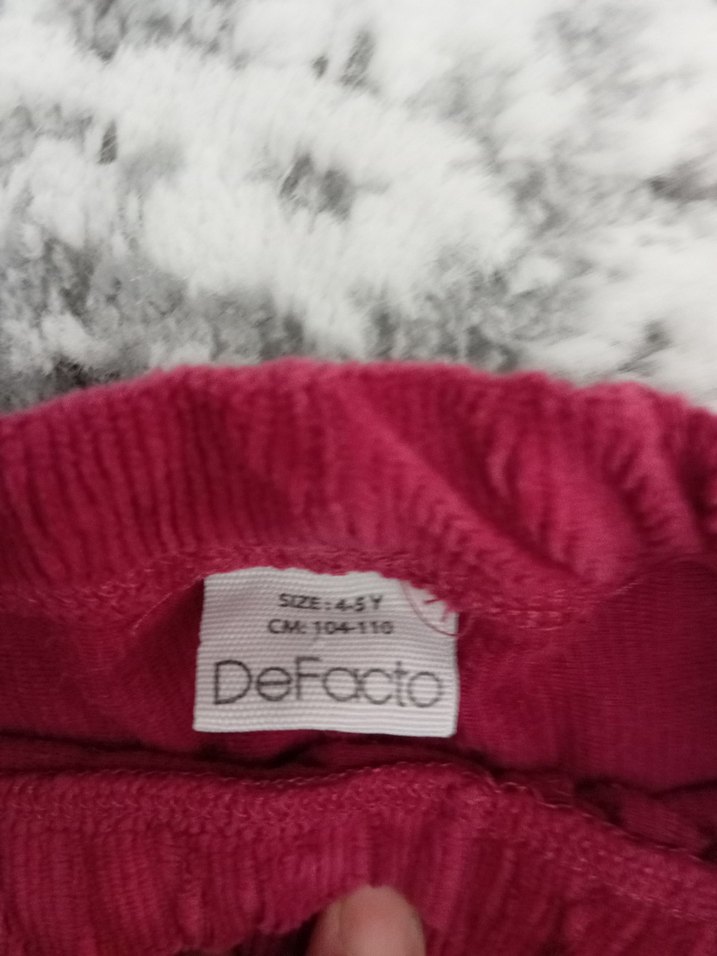 SIZE: 4-5 Y
CM: 104-110
DeFacto